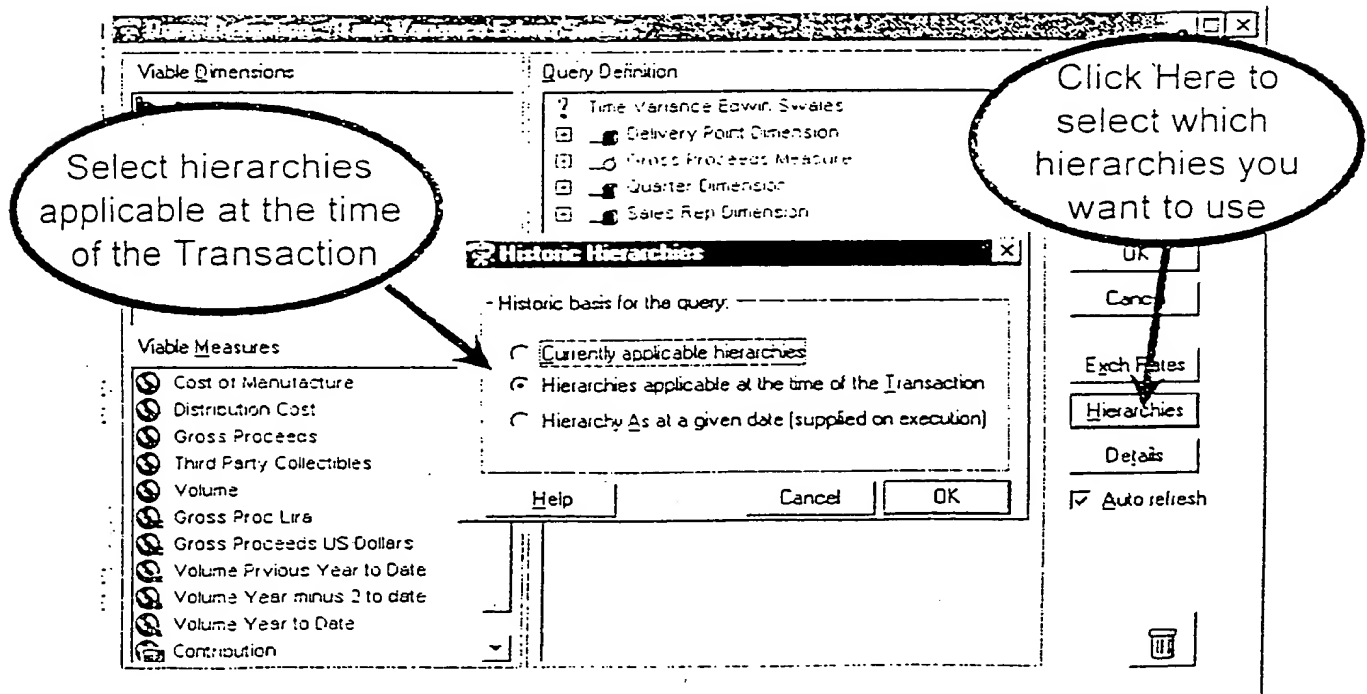 Viable Dimensions
Query Definition
Click Here to
select which
hierarchies you
want to use
Select hierarchies
applicable at the time
of the Transaction
? Time Variance Edwin Swales
Delivery Point Dimension
Gross Proceeds Measure
Quarter Dimension
Sales Rep Dimension
Historic Hierarchies
Historic basis for the query:
Currently applicable hierarchies
Hierarchies applicable at the time of the Transaction
Hierarchy As at a given date (supplied on execution)
Help
Cancel
OK
OK
Cancel
Exch Rates
Hierarchies
Details
Auto refresh
Viable Measures
Cost of Manufacture
Distribution Cost
Gross Proceeds
Third Party Collectibles
Volume
Gross Proc Lira
Gross Proceeds US Dollars
Volume Prvious Year to Date
Volume Year minus 2 to date
Volume Year to Date
Contribution